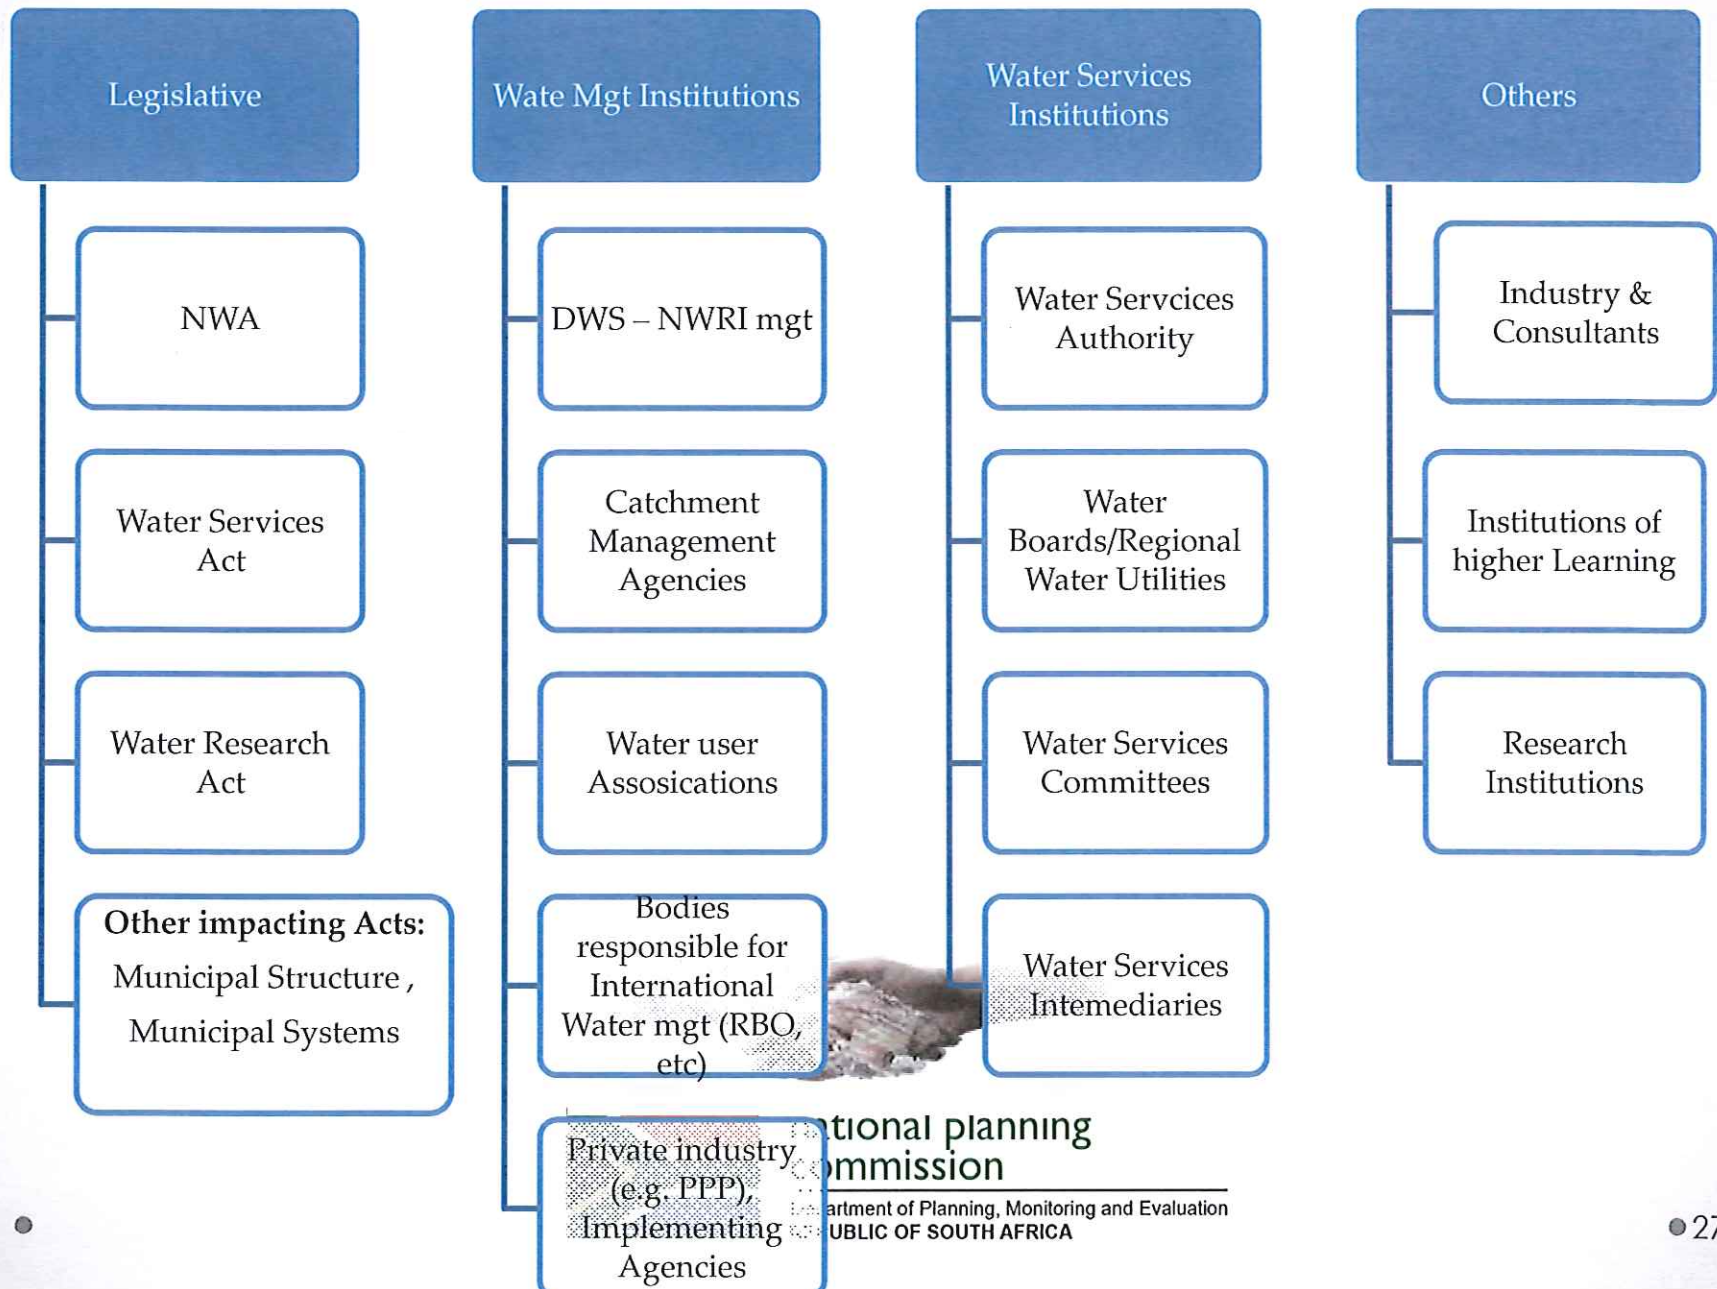 Legislative
NWA
Water Services
Act
Water Research
Act
Other impacting Acts:
Municipal Structure ,
Municipal Systems
Wate Mgt Institutions
DWS – NWRI mgt
Catchment
Management
Agencies
Water user
Assosications
Bodies
responsible for
International
Water mgt (RBO,
etc)
Private industry
(e.g. PPP),
Implementing
Agencies
Water Services
Institutions
Water Servcices
Authority
Water
Boards/Regional
Water Utilities
Water Services
Committees
Water Services
Intemediaries
Others
Industry &
Consultants
Institutions of
higher Learning
Research
Institutions
ational planning
ommission
artment of Planning, Monitoring and Evaluation
UBLIC OF SOUTH AFRICA
27